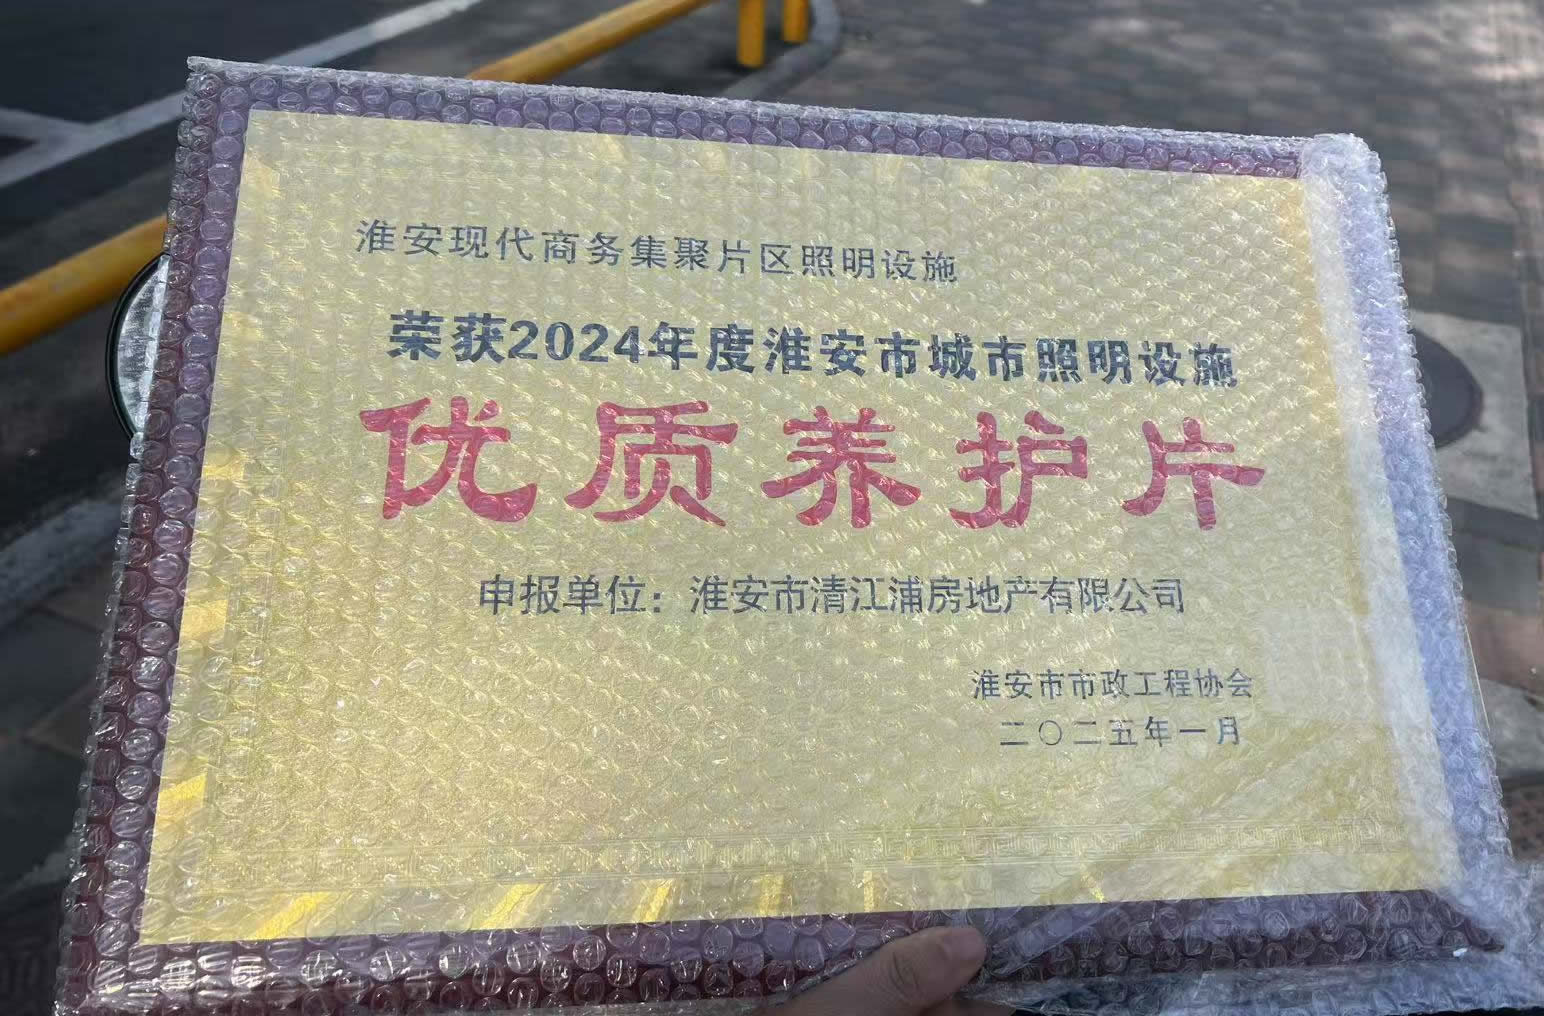 淮安现代商务集聚片区照明设施
荣获2024年度淮安市城市照明设施
优质养护片
申报单位：淮安市清江浦房地产有限公司
淮安市市政工程协会
二〇二五年一月